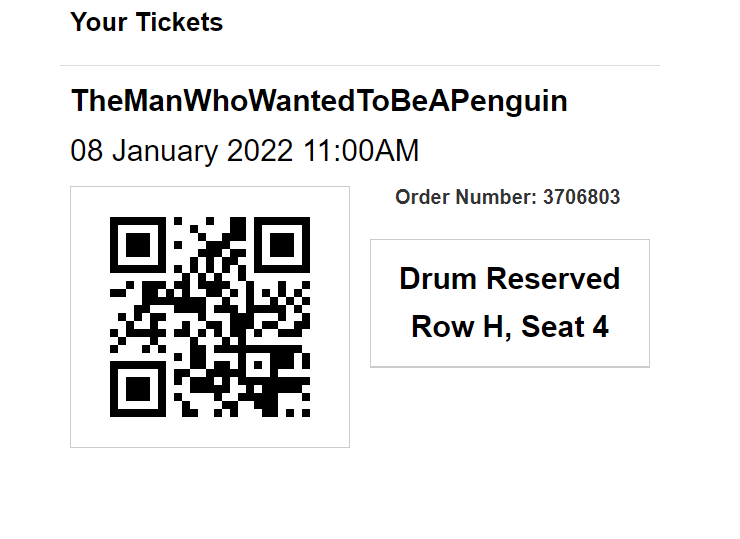 Your Tickets
TheManWhoWantedToBeAPenguin
08 January 2022 11:00AM
Order Number: 3706803
Drum Reserved
Row H, Seat 4